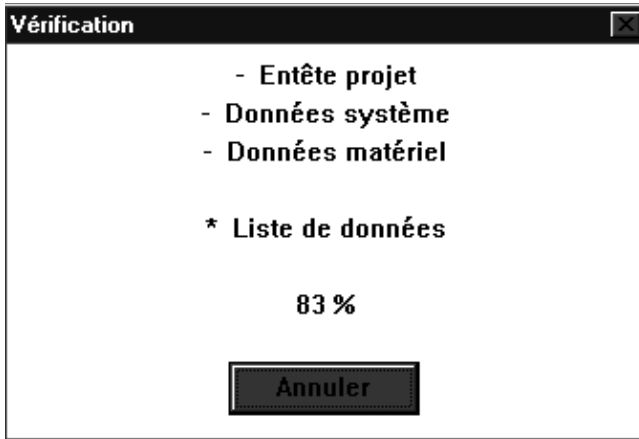 Vérification
- Entête projet
- Données système
- Données matériel
* Liste de données
83 %
Annuler